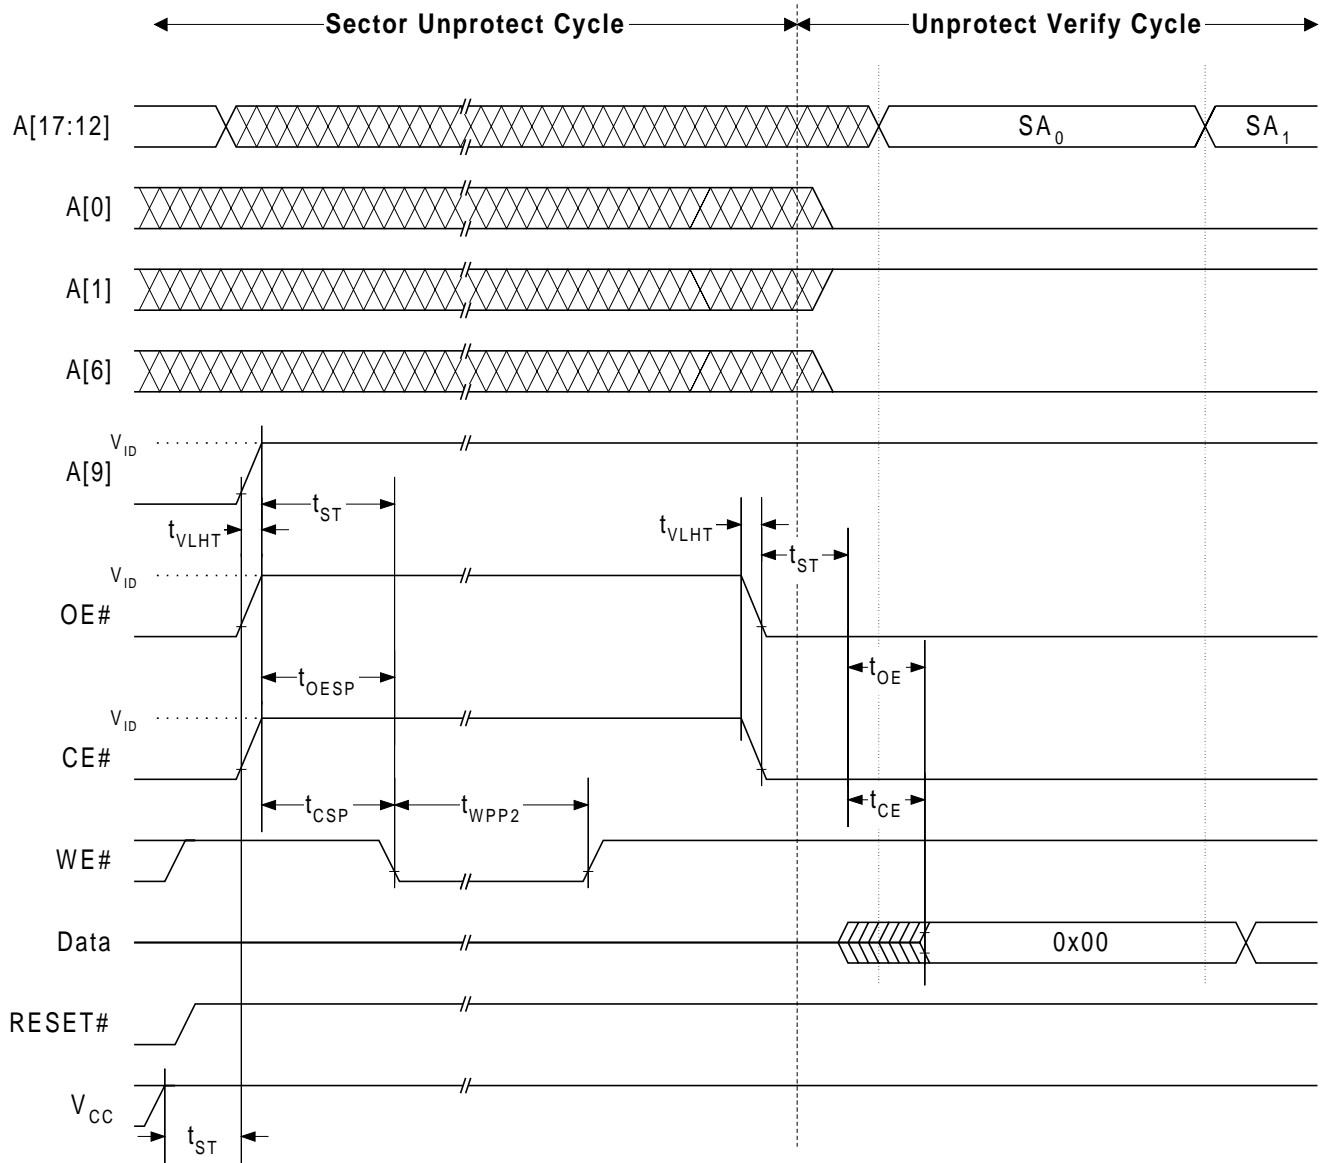 Sector Unprotect Cycle Unprotect Verify Cycle
A[17:12] SA0 SA1
A[0]
A[1]
A[6]
VID
A[9]
tST
tVLHT tVLHT
tST
VID
OE#
tOE
tOESP
VID
CE#
tCSP tWPP2 tCE
WE#
Data 0x00
RESET#
VCC
tST